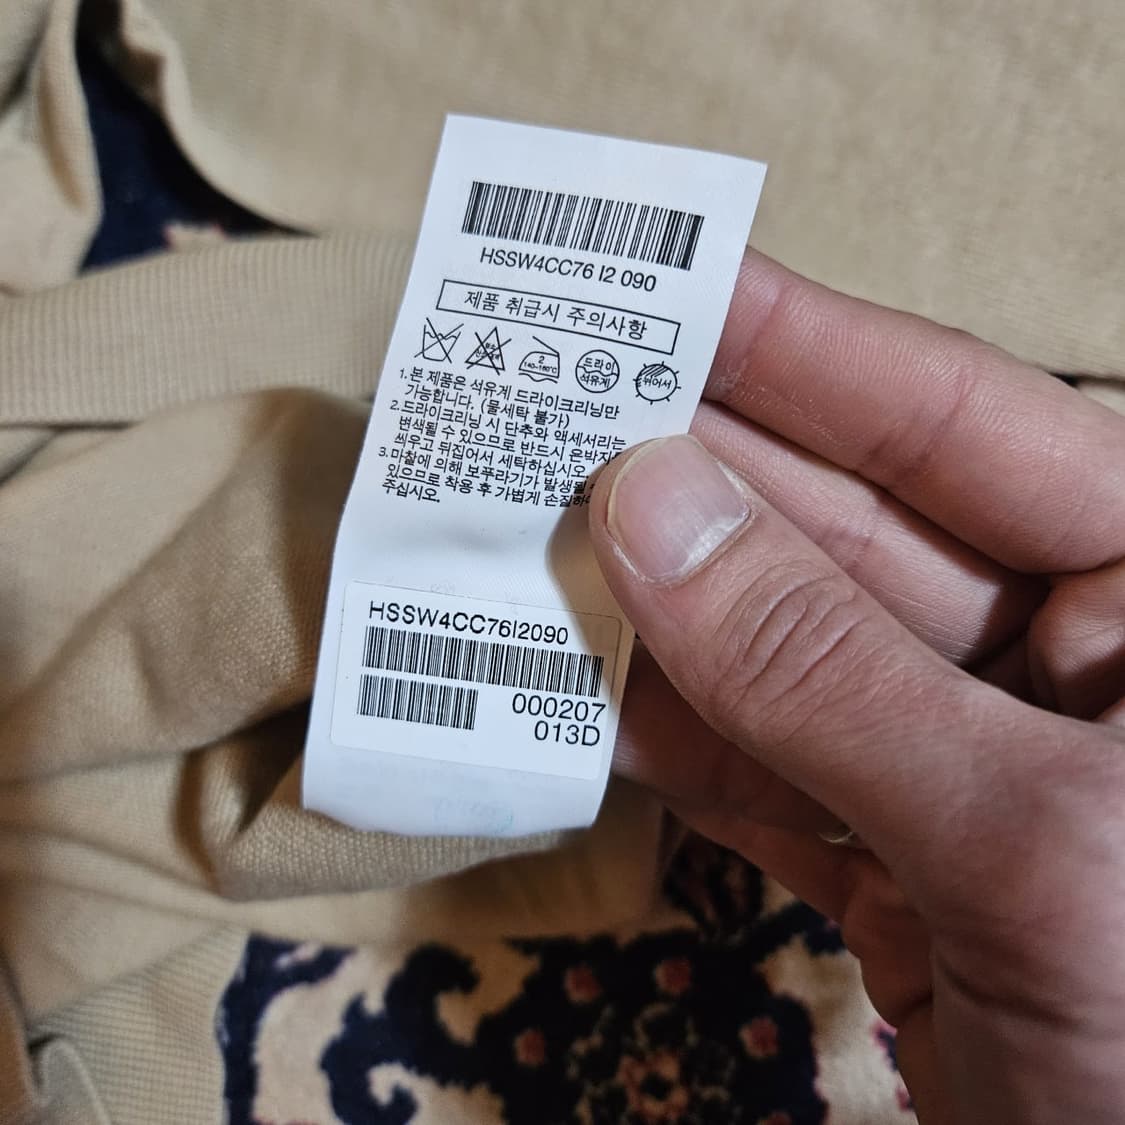 HSSW4CC76 I2 090
제품 취급시 주의사항
2
140~160℃
드라이
석유계
뉘어서
1.본 제품은 석유계 드라이크리닝만
가능합니다. (물세탁 불가)
2.드라이크리닝 시 단추와 액세서리는
변색될 수 있으므로 반드시 은박지로
씌우고 뒤집어서 세탁하십시오.
3.마찰에 의해 보푸라기가 발생될
있으므로 착용 후 가볍게
주십시오.
HSSW4CC76I2090
000207
013D